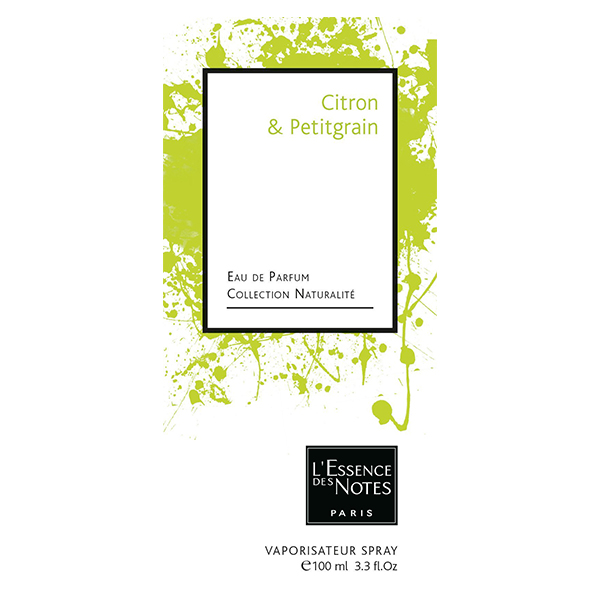 Citron
& Petitgrain
Eau de Parfum
Collection Naturalité
L'Essence
des Notes
PARIS
VAPORISATEUR SPRAY
℮100 ml 3.3 fl.Oz